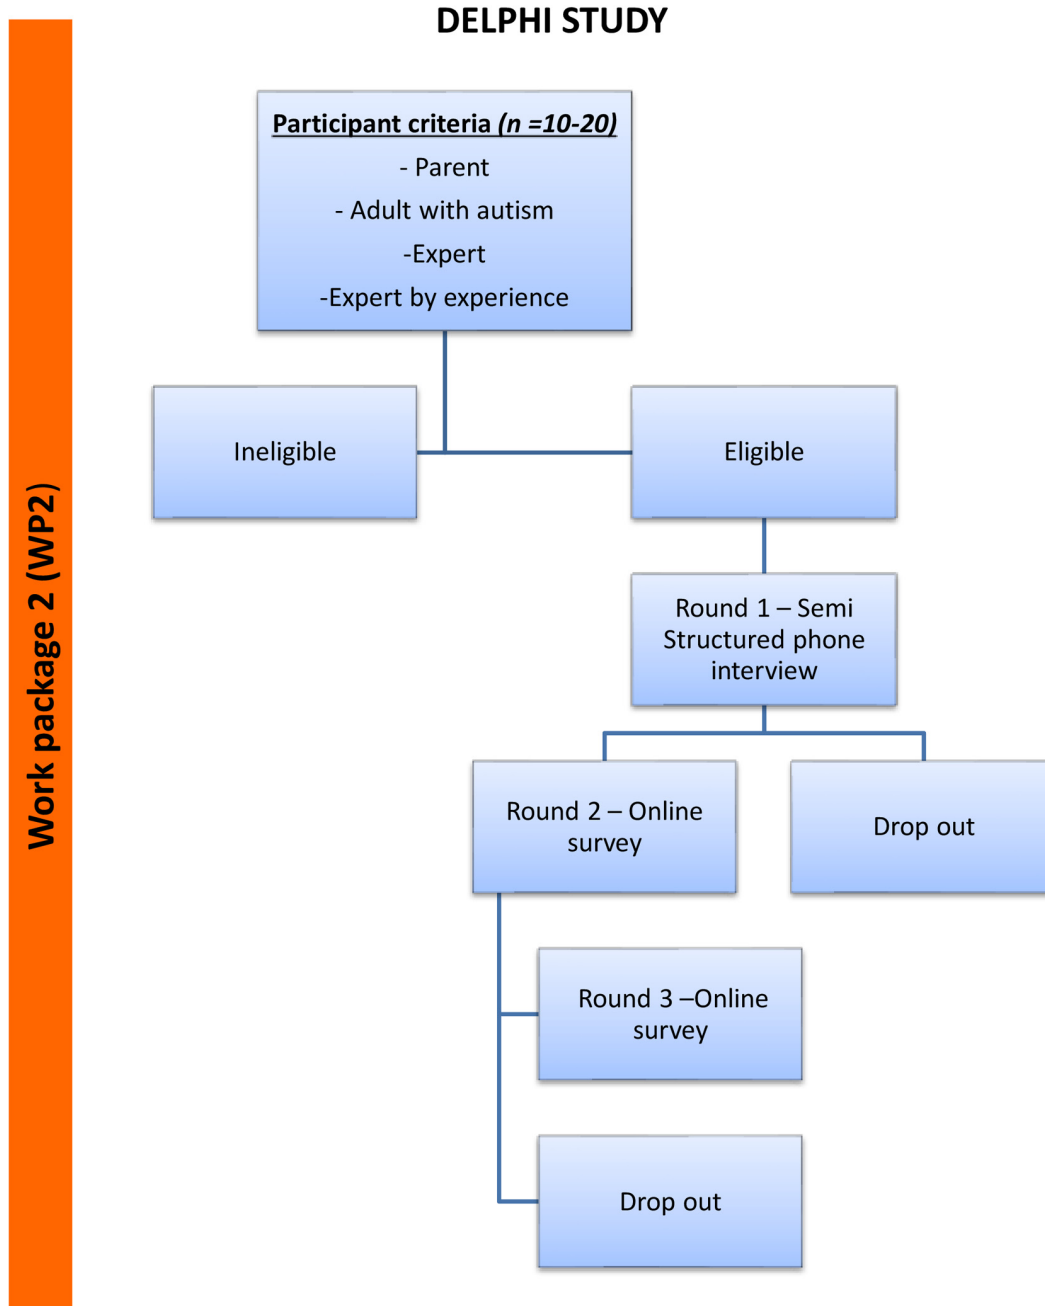 DELPHI STUDY
Work package 2 (WP2)
Participant criteria (n =10-20)
- Parent
- Adult with autism
-Expert
-Expert by experience
Ineligible
Eligible
Round 1 – Semi
Structured phone
interview
Round 2 – Online
survey
Drop out
Round 3 –Online
survey
Drop out